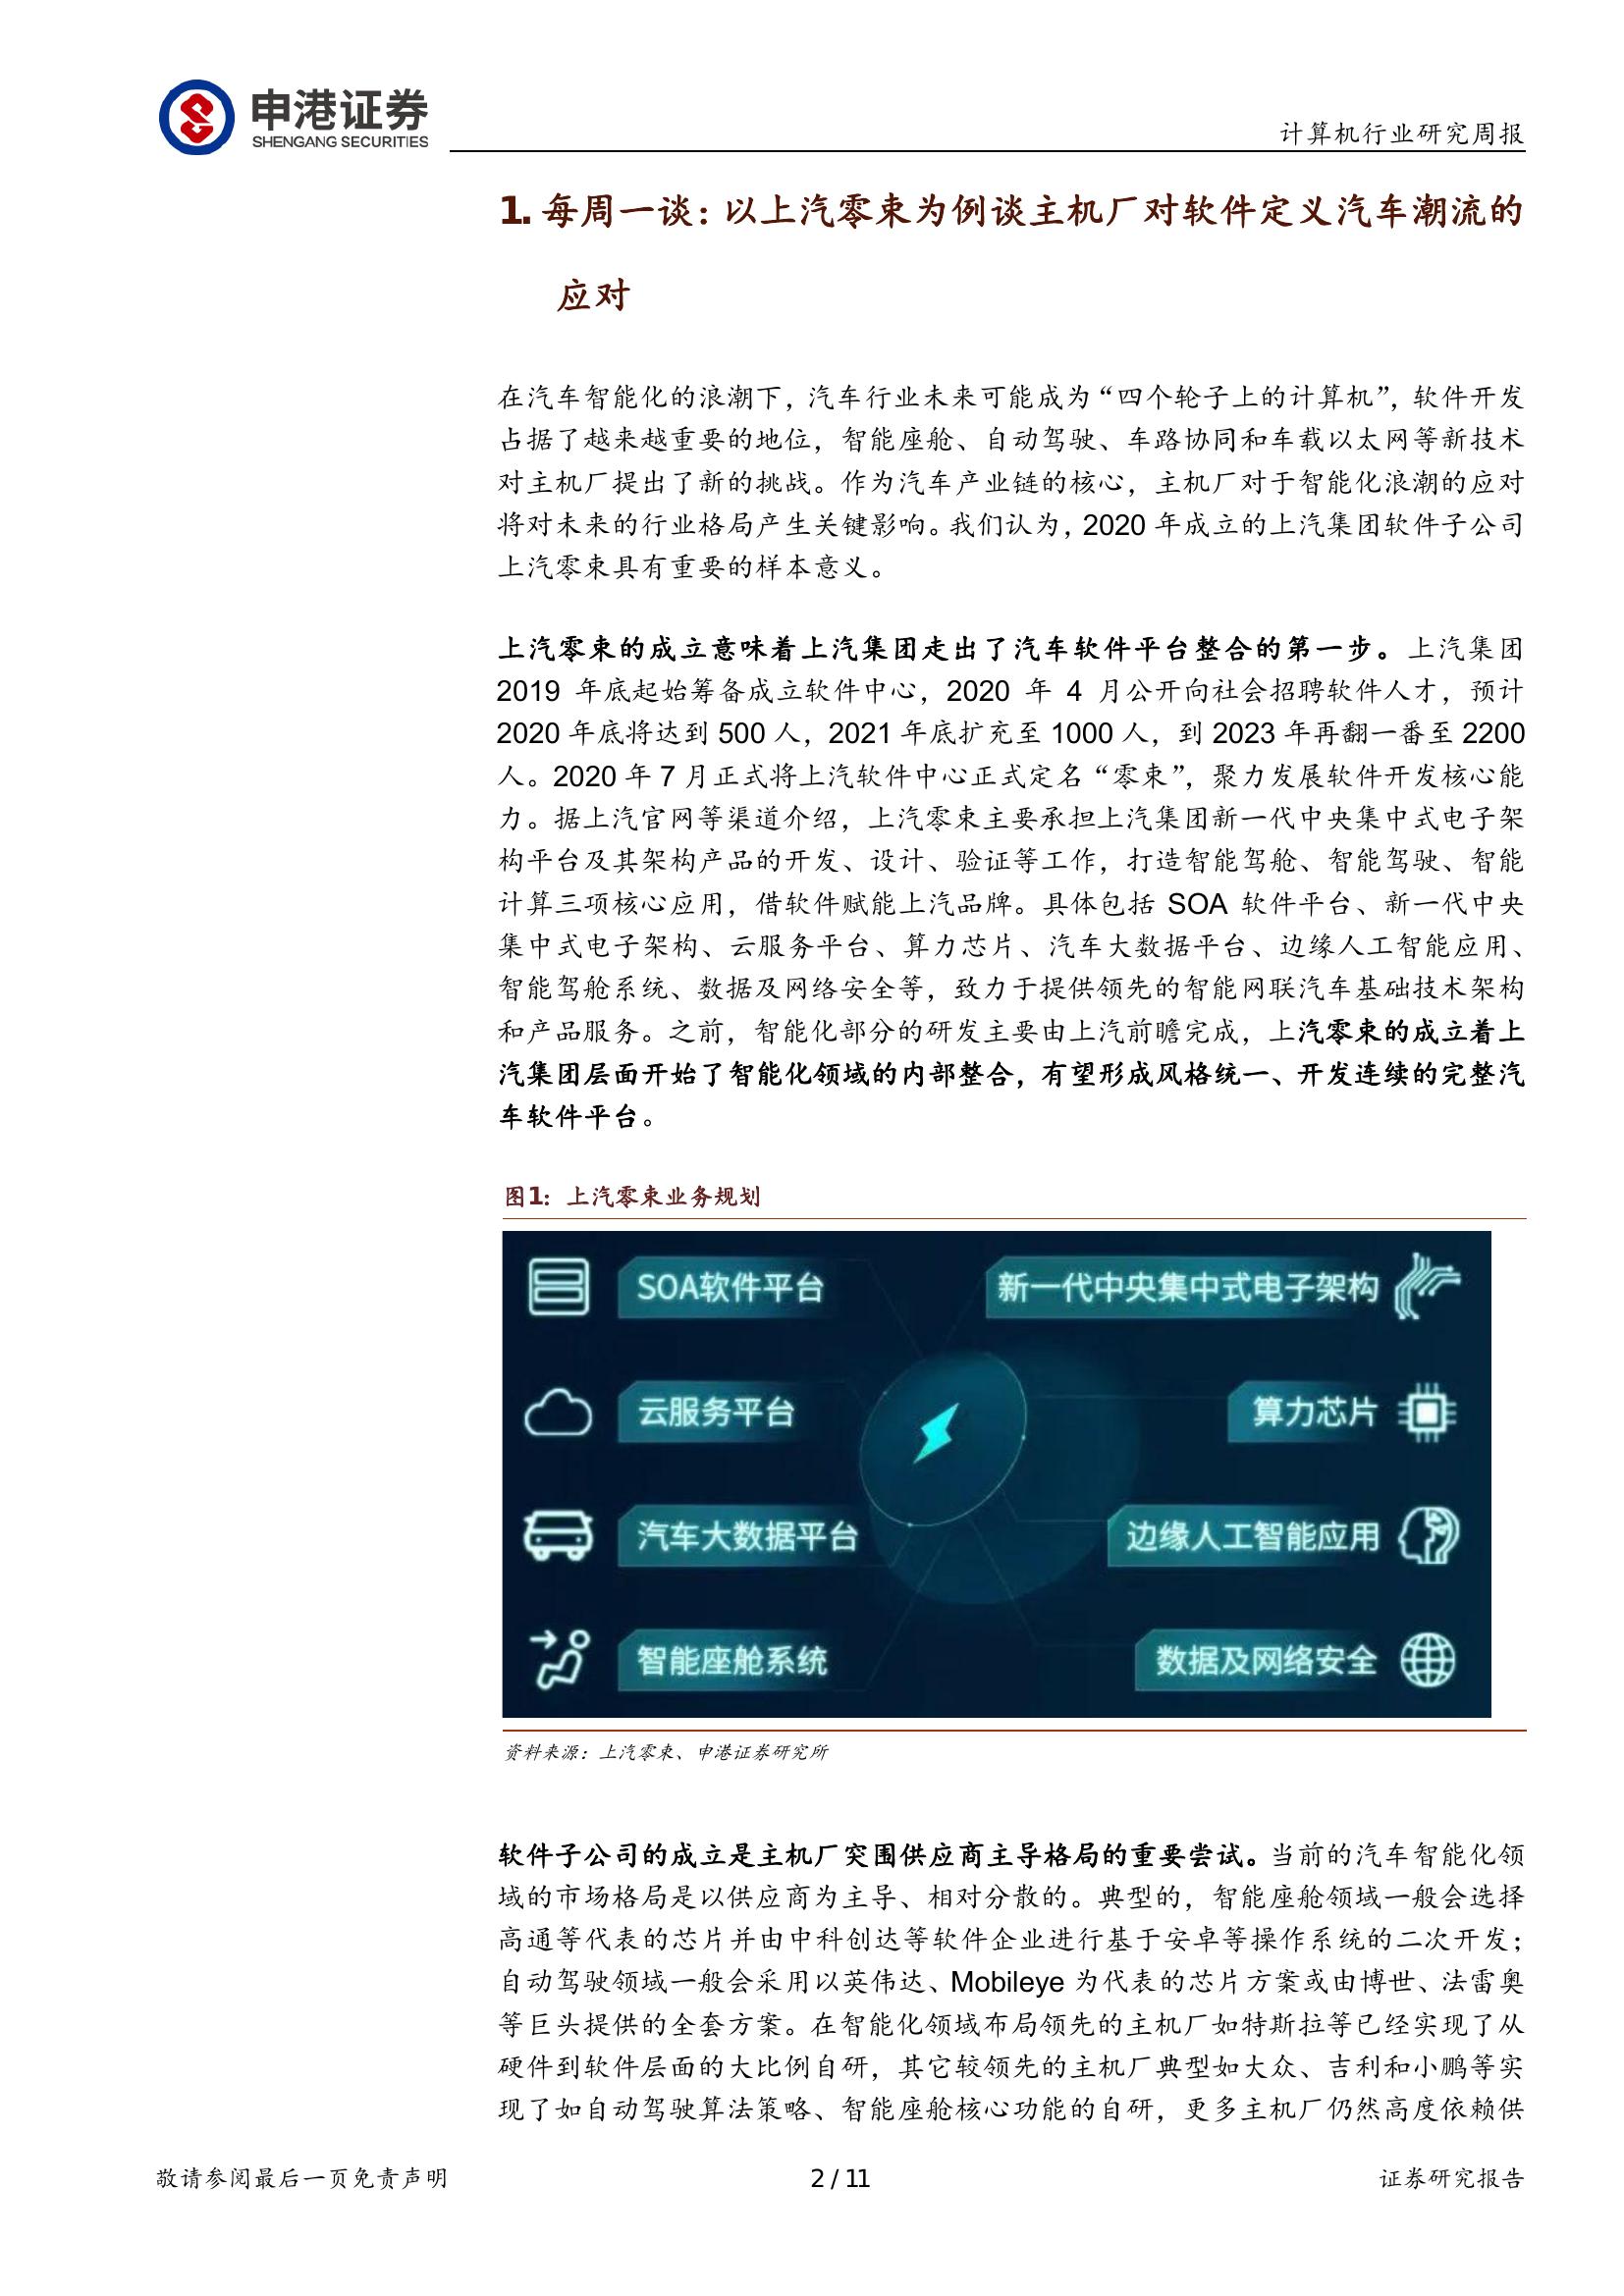 申港证券
SHENGANG SECURITIES
计算机行业研究周报
1. 每周一谈：以上汽零束为例谈主机厂对软件定义汽车潮流的
应对
在汽车智能化的浪潮下，汽车行业未来可能成为“四个轮子上的计算机”，软件开发
占据了越来越重要的地位，智能座舱、自动驾驶、车路协同和车载以太网等新技术
对主机厂提出了新的挑战。作为汽车产业链的核心，主机厂对于智能化浪潮的应对
将对未来的行业格局产生关键影响。我们认为，2020 年成立的上汽集团软件子公司
上汽零束具有重要的样本意义。
上汽零束的成立意味着上汽集团走出了汽车软件平台整合的第一步。上汽集团
2019 年底起始筹备成立软件中心，2020 年 4 月公开向社会招聘软件人才，预计
2020 年底将达到 500 人，2021 年底扩充至 1000 人，到 2023 年再翻一番至 2200
人。2020 年 7 月正式将上汽软件中心正式定名“零束”，聚力发展软件开发核心能
力。据上汽官网等渠道介绍，上汽零束主要承担上汽集团新一代中央集中式电子架
构平台及其架构产品的开发、设计、验证等工作，打造智能驾舱、智能驾驶、智能
计算三项核心应用，借软件赋能上汽品牌。具体包括 SOA 软件平台、新一代中央
集中式电子架构、云服务平台、算力芯片、汽车大数据平台、边缘人工智能应用、
智能驾舱系统、数据及网络安全等，致力于提供领先的智能网联汽车基础技术架构
和产品服务。之前，智能化部分的研发主要由上汽前瞻完成，上汽零束的成立着上
汽集团层面开始了智能化领域的内部整合，有望形成风格统一、开发连续的完整汽
车软件平台。
图1：上汽零束业务规划
SOA软件平台
新一代中央集中式电子架构
云服务平台
算力芯片
汽车大数据平台
边缘人工智能应用
智能座舱系统
数据及网络安全
资料来源：上汽零束、申港证券研究所
软件子公司的成立是主机厂突围供应商主导格局的重要尝试。当前的汽车智能化领
域的市场格局是以供应商为主导、相对分散的。典型的，智能座舱领域一般会选择
高通等代表的芯片并由中科创达等软件企业进行基于安卓等操作系统的二次开发；
自动驾驶领域一般会采用以英伟达、Mobileye 为代表的芯片方案或由博世、法雷奥
等巨头提供的全套方案。在智能化领域布局领先的主机厂如特斯拉等已经实现了从
硬件到软件层面的大比例自研，其它较领先的主机厂典型如大众、吉利和小鹏等实
现了如自动驾驶算法策略、智能座舱核心功能的自研，更多主机厂仍然高度依赖供
敬请参阅最后一页免责声明
2 / 11
证券研究报告